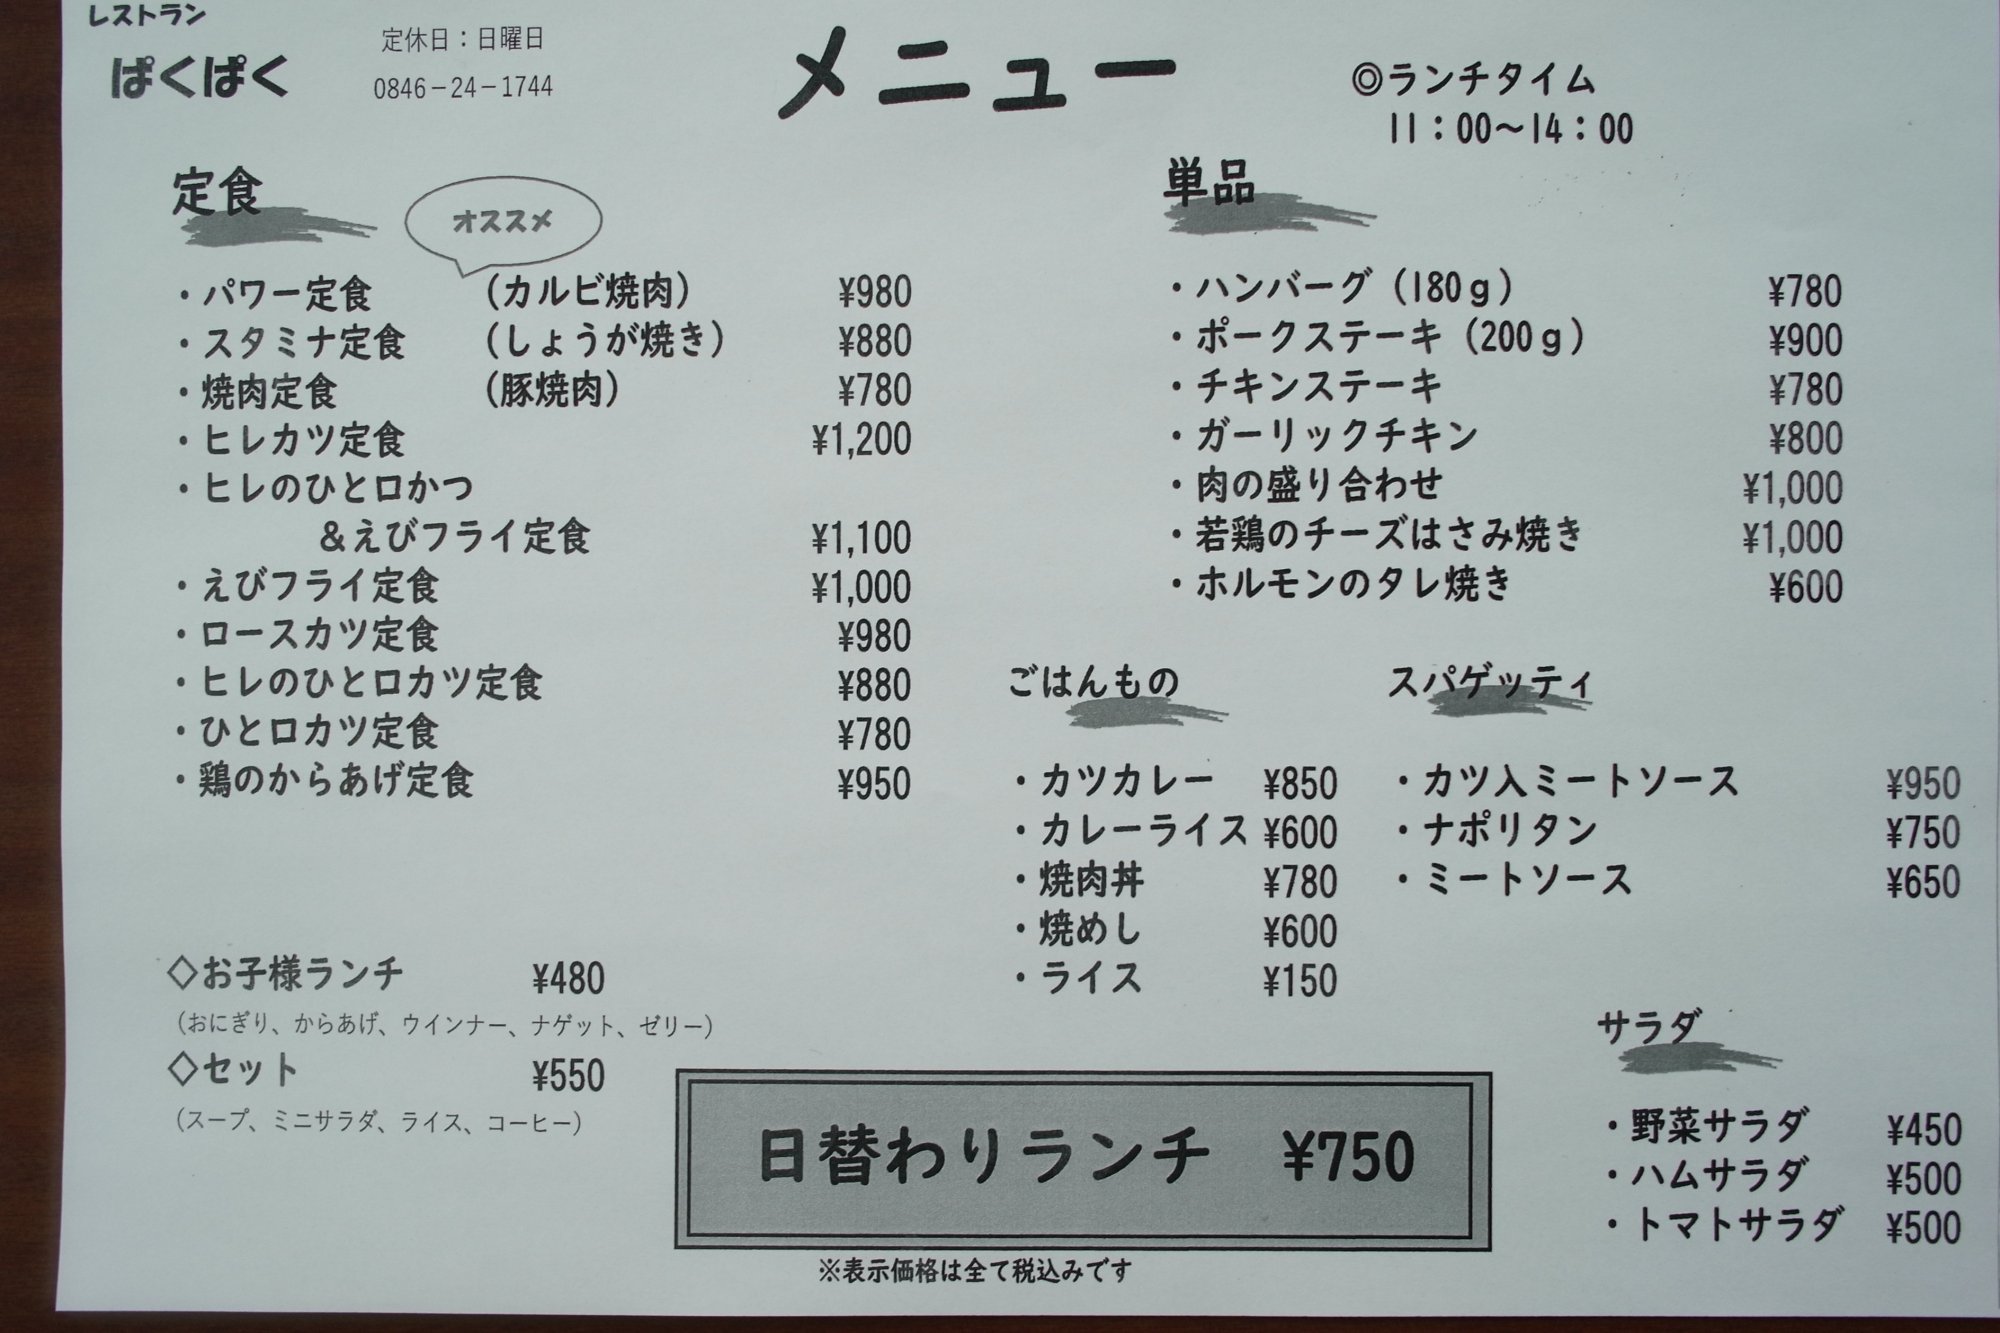 レストラン
ぱくぱく
定休日：日曜日
0846－24－1744
メニュー
◎ランチタイム
11：00～14：00
定食
オススメ
・パワー定食 （カルビ焼肉） ¥980
・スタミナ定食 （しょうが焼き） ¥880
・焼肉定食 （豚焼肉） ¥780
・ヒレカツ定食 ¥1,200
・ヒレのひと口かつ
＆えびフライ定食 ¥1,100
・えびフライ定食 ¥1,000
・ロースカツ定食 ¥980
・ヒレのひと口カツ定食 ¥880
・ひと口カツ定食 ¥780
・鶏のからあげ定食 ¥950
◇お子様ランチ ¥480
（おにぎり、からあげ、ウインナー、ナゲット、ゼリー）
◇セット ¥550
（スープ、ミニサラダ、ライス、コーヒー）
単品
・ハンバーグ（180ｇ） ¥780
・ポークステーキ（200ｇ） ¥900
・チキンステーキ ¥780
・ガーリックチキン ¥800
・肉の盛り合わせ ¥1,000
・若鶏のチーズはさみ焼き ¥1,000
・ホルモンのタレ焼き ¥600
ごはんもの
・カツカレー ¥850
・カレーライス ¥600
・焼肉丼 ¥780
・焼めし ¥600
・ライス ¥150
スパゲッティ
・カツ入ミートソース ¥950
・ナポリタン ¥750
・ミートソース ¥650
サラダ
・野菜サラダ ¥450
・ハムサラダ ¥500
・トマトサラダ ¥500
日替わりランチ ¥750
※表示価格は全て税込みです